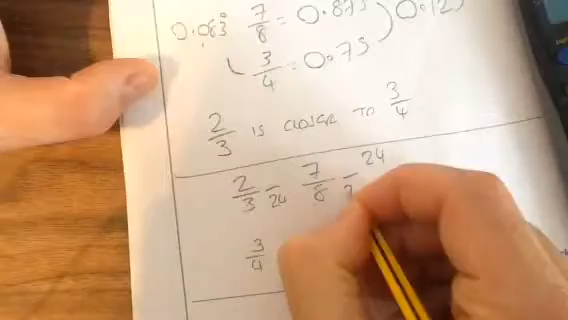 0.083 7/8 = 0.875 ) 0.125
3/4 = 0.75
2/3 IS CLOSER TO 3/4
2/3 — 24 7/8 — 24
3/4